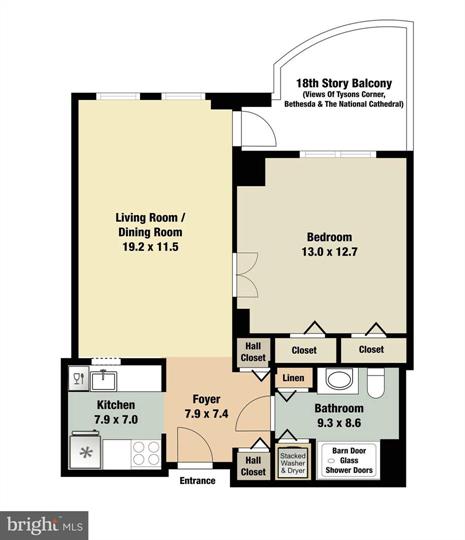 18th Story Balcony
(Views Of Tysons Corner,
Bethesda & The National Cathedral)
Living Room /
Dining Room
19.2 x 11.5
Bedroom
13.0 x 12.7
Hall
Closet
Closet
Closet
Linen
Foyer
7.9 x 7.4
Kitchen
7.9 x 7.0
Bathroom
9.3 x 8.6
Hall
Closet
Stacked
Washer
& Dryer
Barn Door
Glass
Shower Doors
Entrance
bright MLS